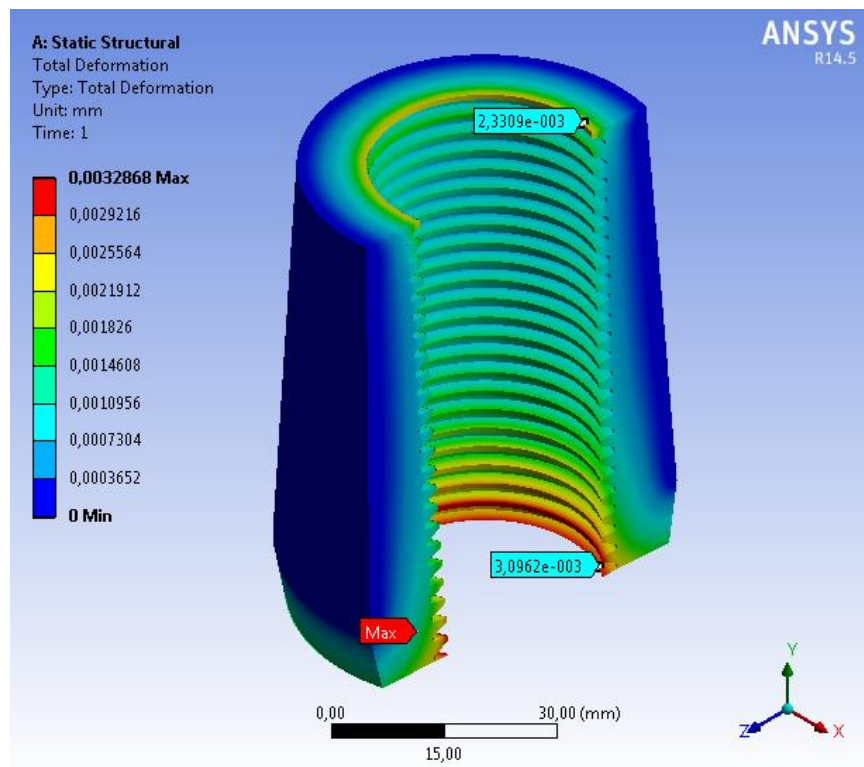 A: Static Structural
Total Deformation
Type: Total Deformation
Unit: mm
Time: 1
0,0032868 Max
0,0029216
0,0025564
0,0021912
0,001826
0,0014608
0,0010956
0,0007304
0,0003652
0 Min
ANSYS
R14.5
2,3309e-003
3,0962e-003
Max
0,00
30,00 (mm)
15,00
Y
Z
X